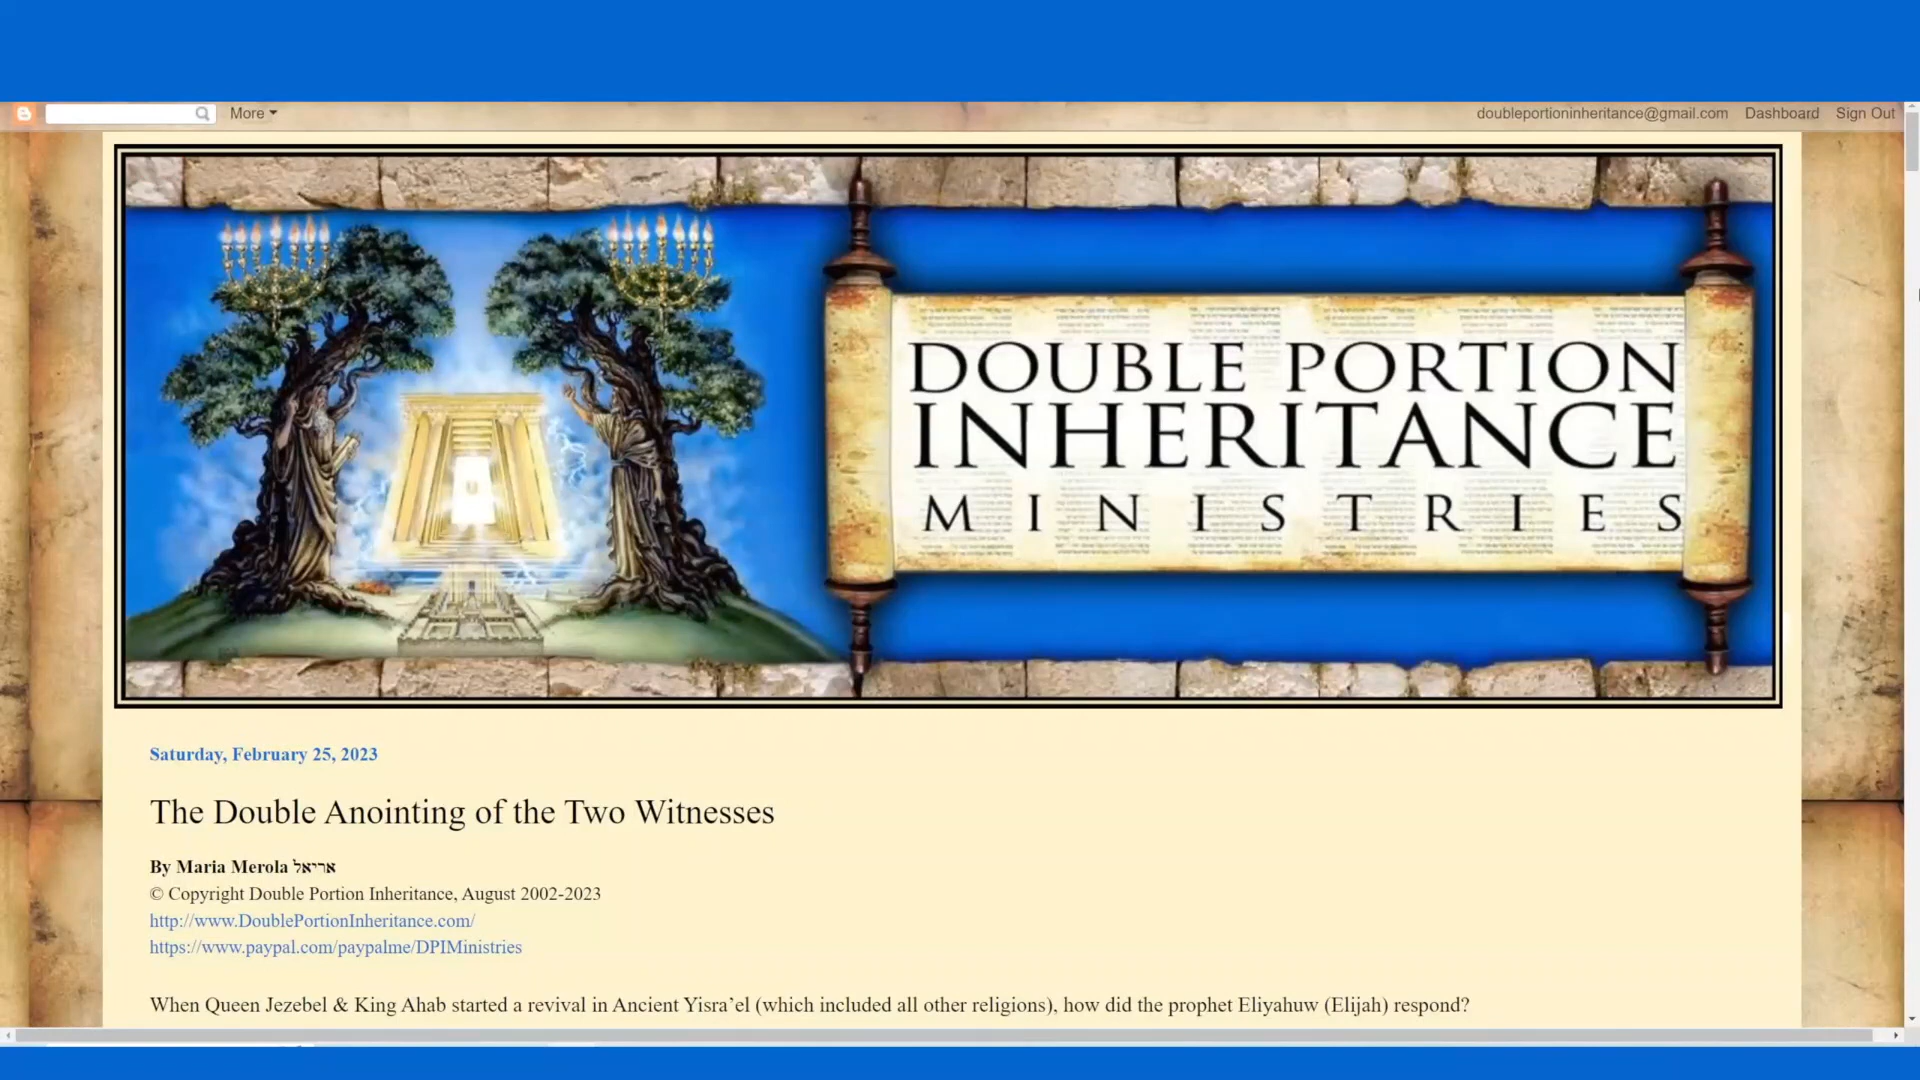 More
doubleportioninheritance@gmail.com Dashboard Sign Out
DOUBLE PORTION
INHERITANCE
MINISTRIES
Saturday, February 25, 2023
The Double Anointing of the Two Witnesses
By Maria Merola אריאל
© Copyright Double Portion Inheritance, August 2002-2023
http://www.DoublePortionInheritance.com/
https://www.paypal.com/paypalme/DPIMinistries
When Queen Jezebel & King Ahab started a revival in Ancient Yisra’el (which included all other religions), how did the prophet Eliyahuw (Elijah) respond?